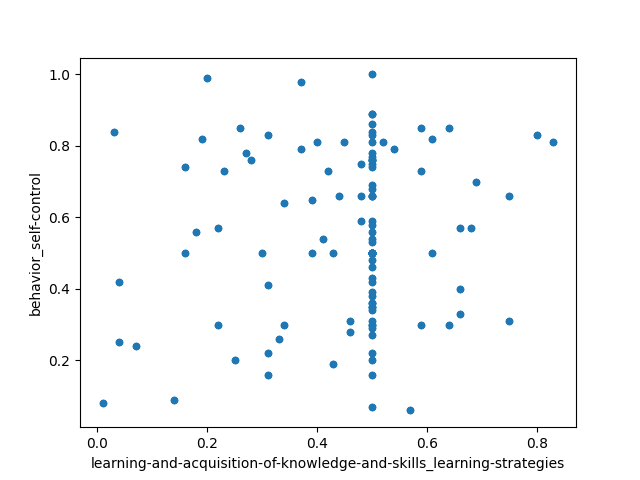 1.0
0.8
0.6
0.4
0.2
behavior_self-control
0.0 0.2 0.4 0.6 0.8
learning-and-acquisition-of-knowledge-and-skills_learning-strategies